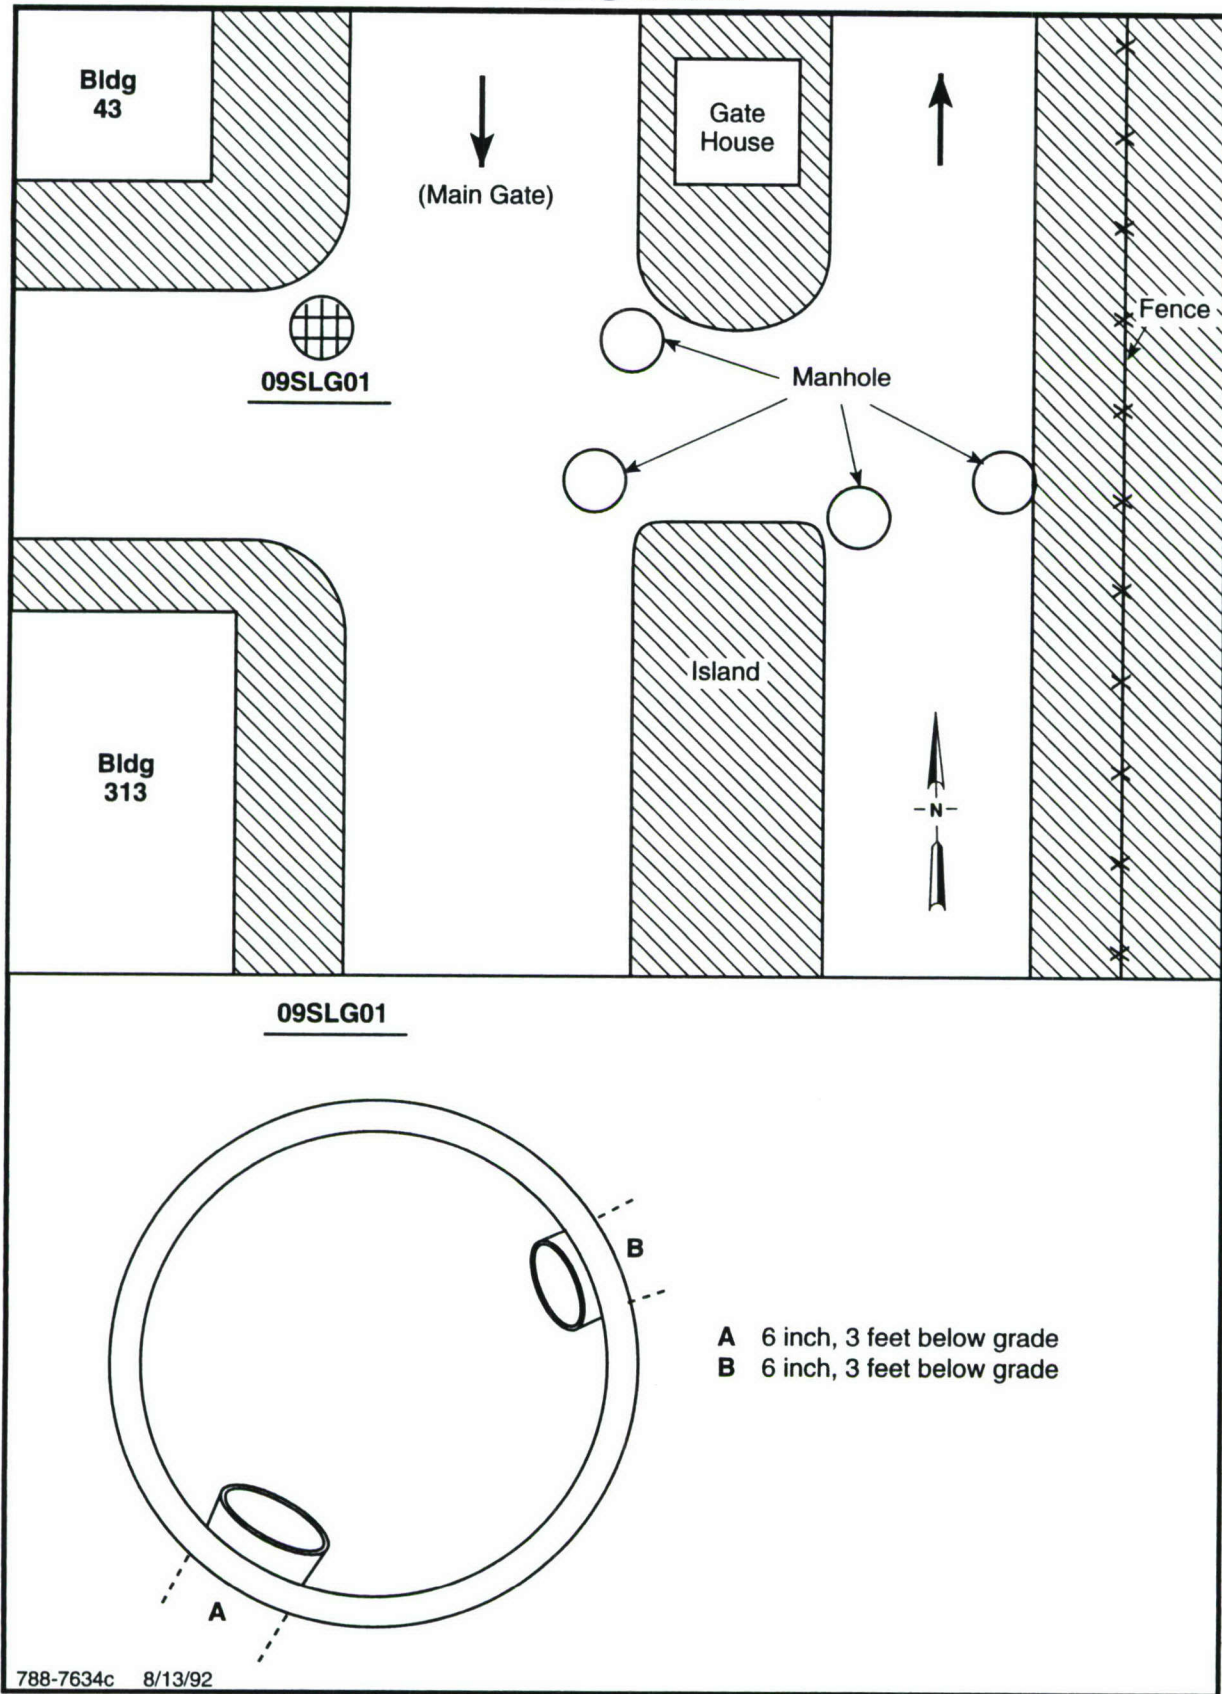 Bldg
43
(Main Gate)
Gate
House
Fence
09SLG01
Manhole
Island
Bldg
313
N
09SLG01
B
A 6 inch, 3 feet below grade
B 6 inch, 3 feet below grade
A
788-7634c 8/13/92